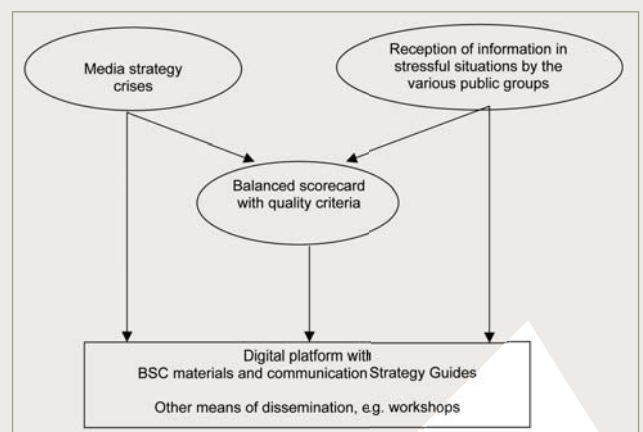 Media strategy
crises
Reception of information in
stressful situations by the
various public groups
Balanced scorecard
with quality criteria
Digital platform with
BSC materials and communication Strategy Guides
Other means of dissemination, e.g. workshops